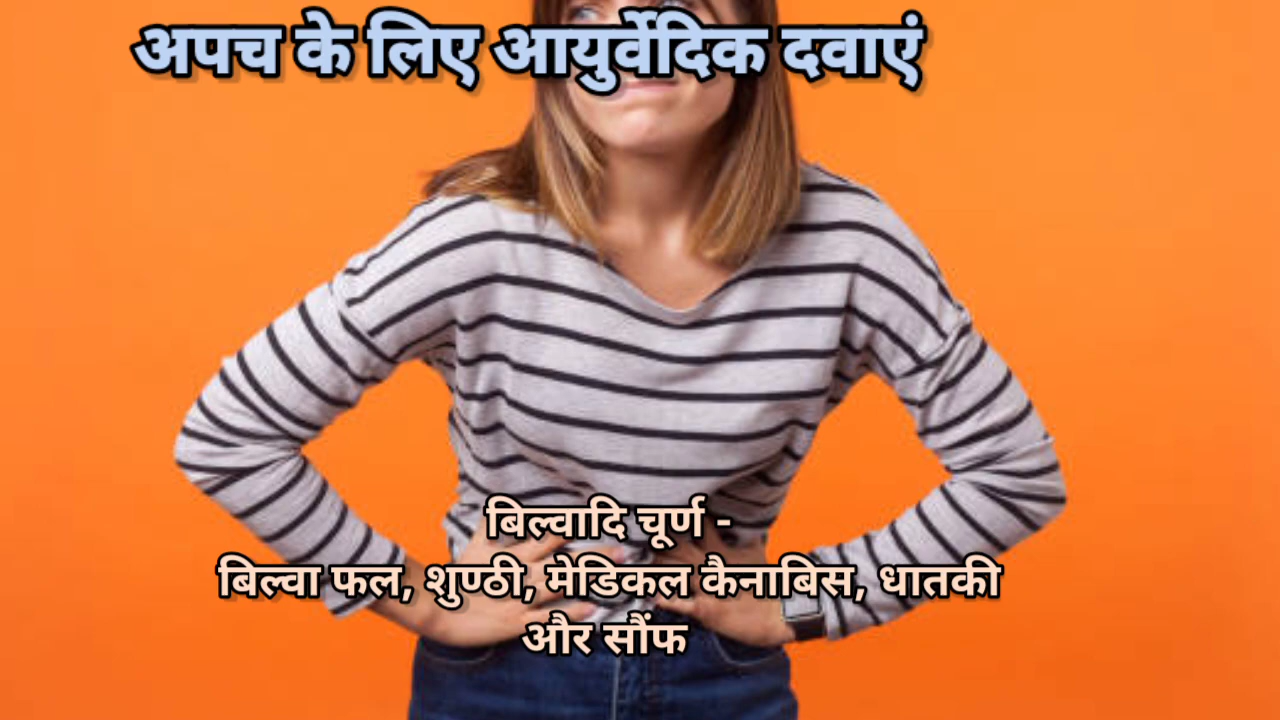 अपच के लिए आयुर्वेदिक दवाएं
बिल्वादि चूर्ण -
बिल्वा फल, शुण्ठी, मेडिकल कैनाबिस, धातकी
और सौंफ